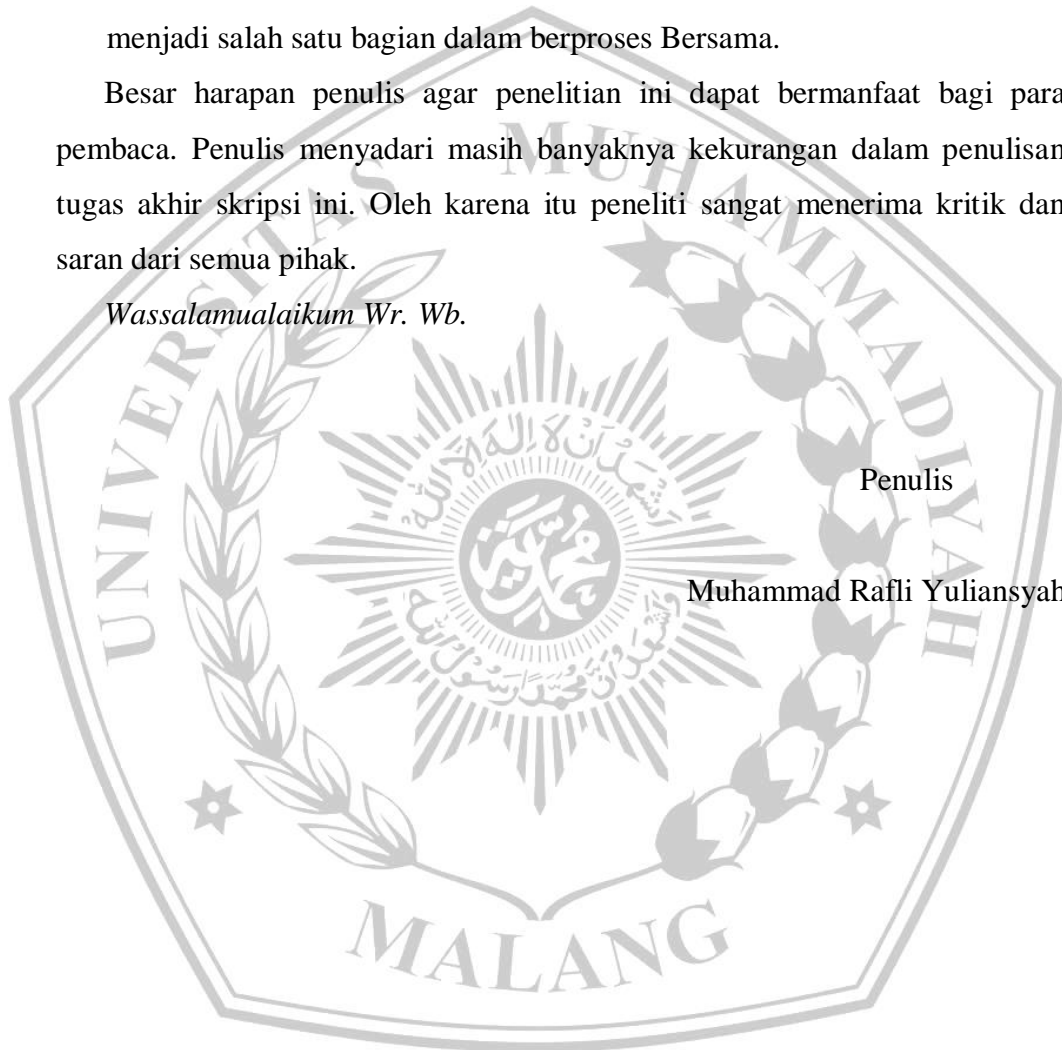 menjadi salah satu bagian dalam berproses Bersama.
Besar harapan penulis agar penelitian ini dapat bermanfaat bagi para
pembaca. Penulis menyadari masih banyaknya kekurangan dalam penulisan
tugas akhir skripsi ini. Oleh karena itu peneliti sangat menerima kritik dan
saran dari semua pihak.
Wassalamualaikum Wr. Wb.
Penulis
Muhammad Rafli Yuliansyah
UNIVERSITAS MUHAMMADIYAH
MALANG